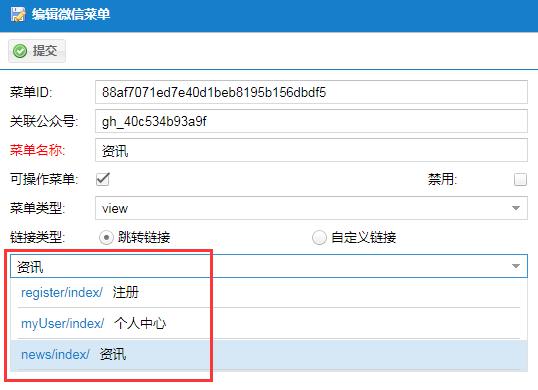 编辑微信菜单
提交
菜单ID: 88af7071ed7e40d1beb8195b156dbdf5
关联公众号: gh_40c534b93a9f
菜单名称: 资讯
可操作菜单: 禁用:
菜单类型: view
链接类型: 跳转链接 自定义链接
资讯
register/index/ 注册
myUser/index/ 个人中心
news/index/ 资讯